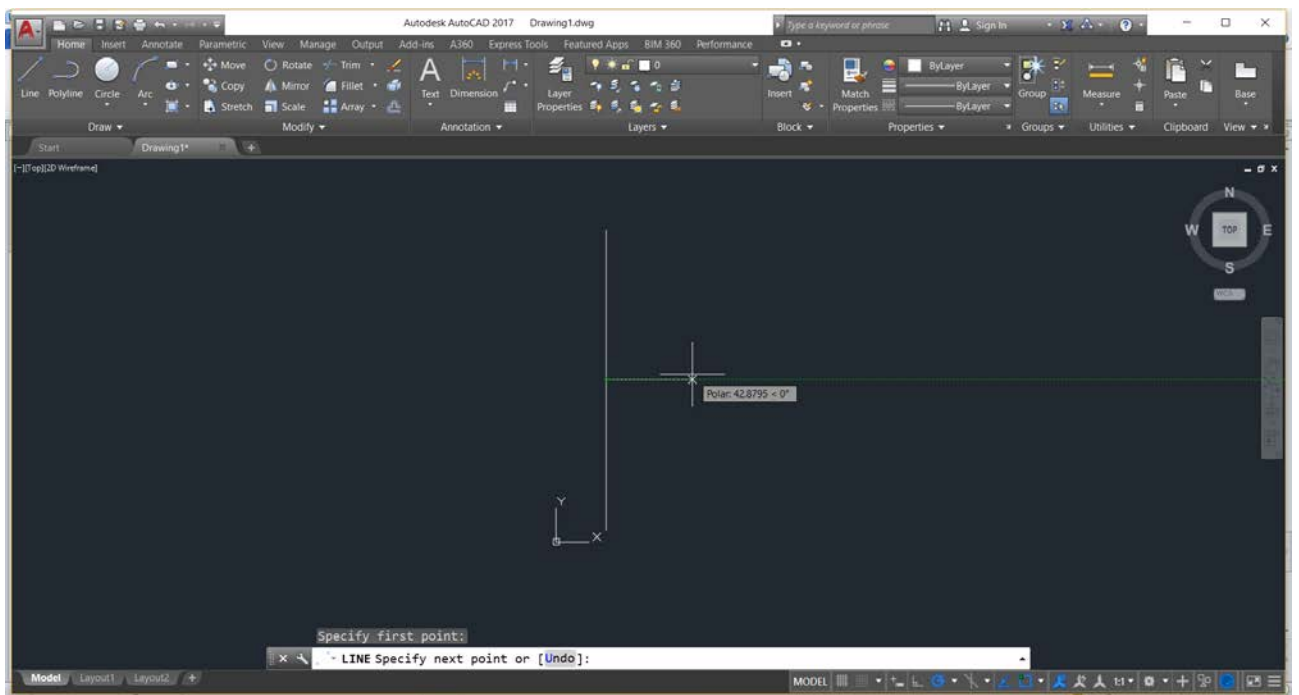 A Autodesk AutoCAD 2017 Drawing1.dwg Type a keyword or phrase Sign In
Home Insert Annotate Parametric View Manage Output Add-ins A360 Express Tools Featured Apps BIM 360 Performance
Line Polyline Circle Arc Move Rotate Trim Text Dimension Layer Properties 0 Insert Match Properties ByLayer Group Measure Paste Base
Copy Mirror Fillet ByLayer
Stretch Scale Array ByLayer
Draw Modify Annotation Layers Block Properties Groups Utilities Clipboard View
Start Drawing1* +
[−][Top][2D Wireframe]
N
W TOP E
S
WCS
Polar: 42.8795 < 0°
Y
X
Specify first point:
LINE Specify next point or [Undo]:
Model Layout1 Layout2 + MODEL 1:1